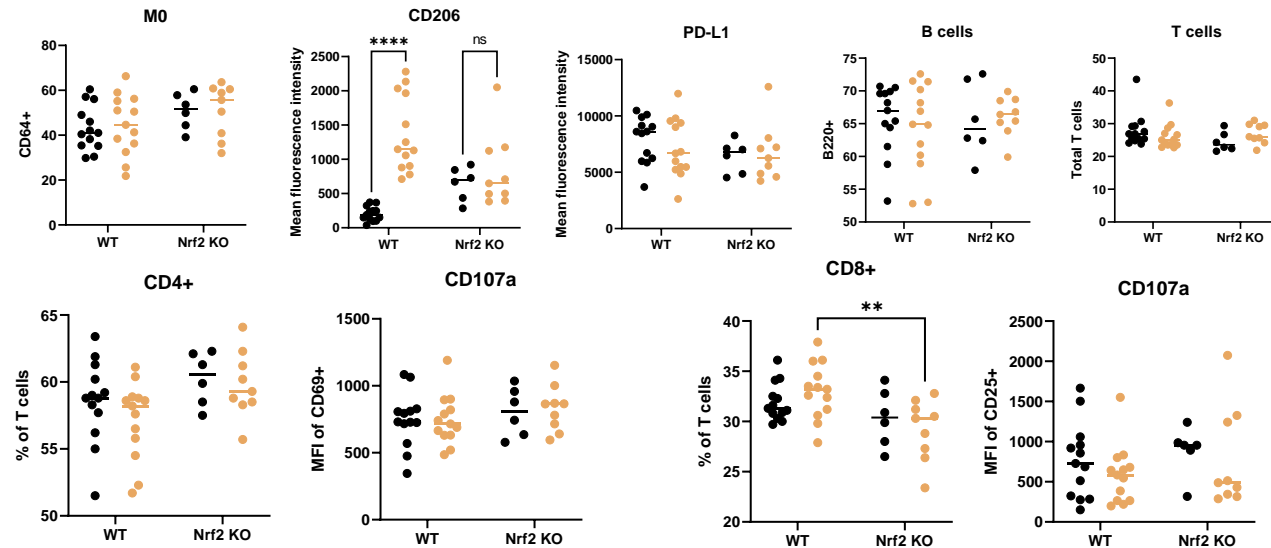 M0
CD64+
80
60
40
20
0
WT
Nrf2 KO
CD206
Mean fluorescence intensity
2500
2000
1500
1000
500
0
****
ns
WT
Nrf2 KO
PD-L1
Mean fluorescence intensity
15000
10000
5000
0
WT
Nrf2 KO
B cells
B220+
75
70
65
60
55
50
WT
Nrf2 KO
T cells
Total T cells
50
40
30
20
10
0
WT
Nrf2 KO
CD4+
% of T cells
65
60
55
50
WT
Nrf2 KO
CD107a
MFI of CD69+
1500
1000
500
0
WT
Nrf2 KO
CD8+
% of T cells
40
35
30
25
20
**
WT
Nrf2 KO
CD107a
MFI of CD25+
2500
2000
1500
1000
500
0
WT
Nrf2 KO